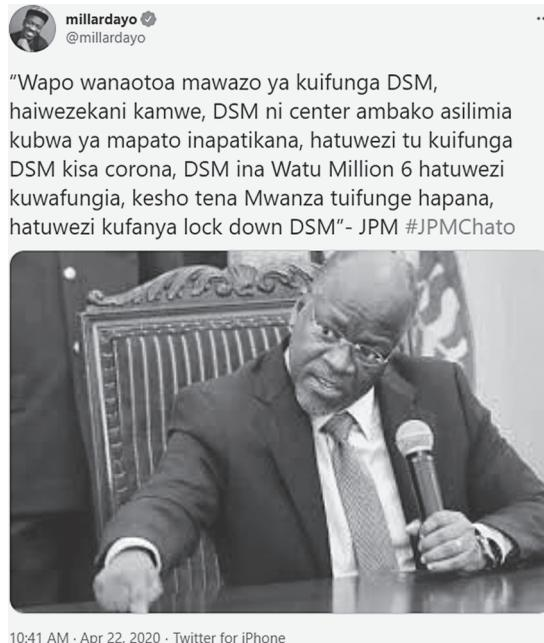 millardayo
@millardayo
“Wapo wanaotoa mawazo ya kuifunga DSM,
haiwezekani kamwe, DSM ni center ambako asilimia
kubwa ya mapato inapatikana, hatuwezi tu kuifunga
DSM kisa corona, DSM ina Watu Million 6 hatuwezi
kuwafungia, kesho tena Mwanza tuifunge hapana,
hatuwezi kufanya lock down DSM”- JPM #JPMChato
10:41 AM · Apr 22, 2020 · Twitter for iPhone